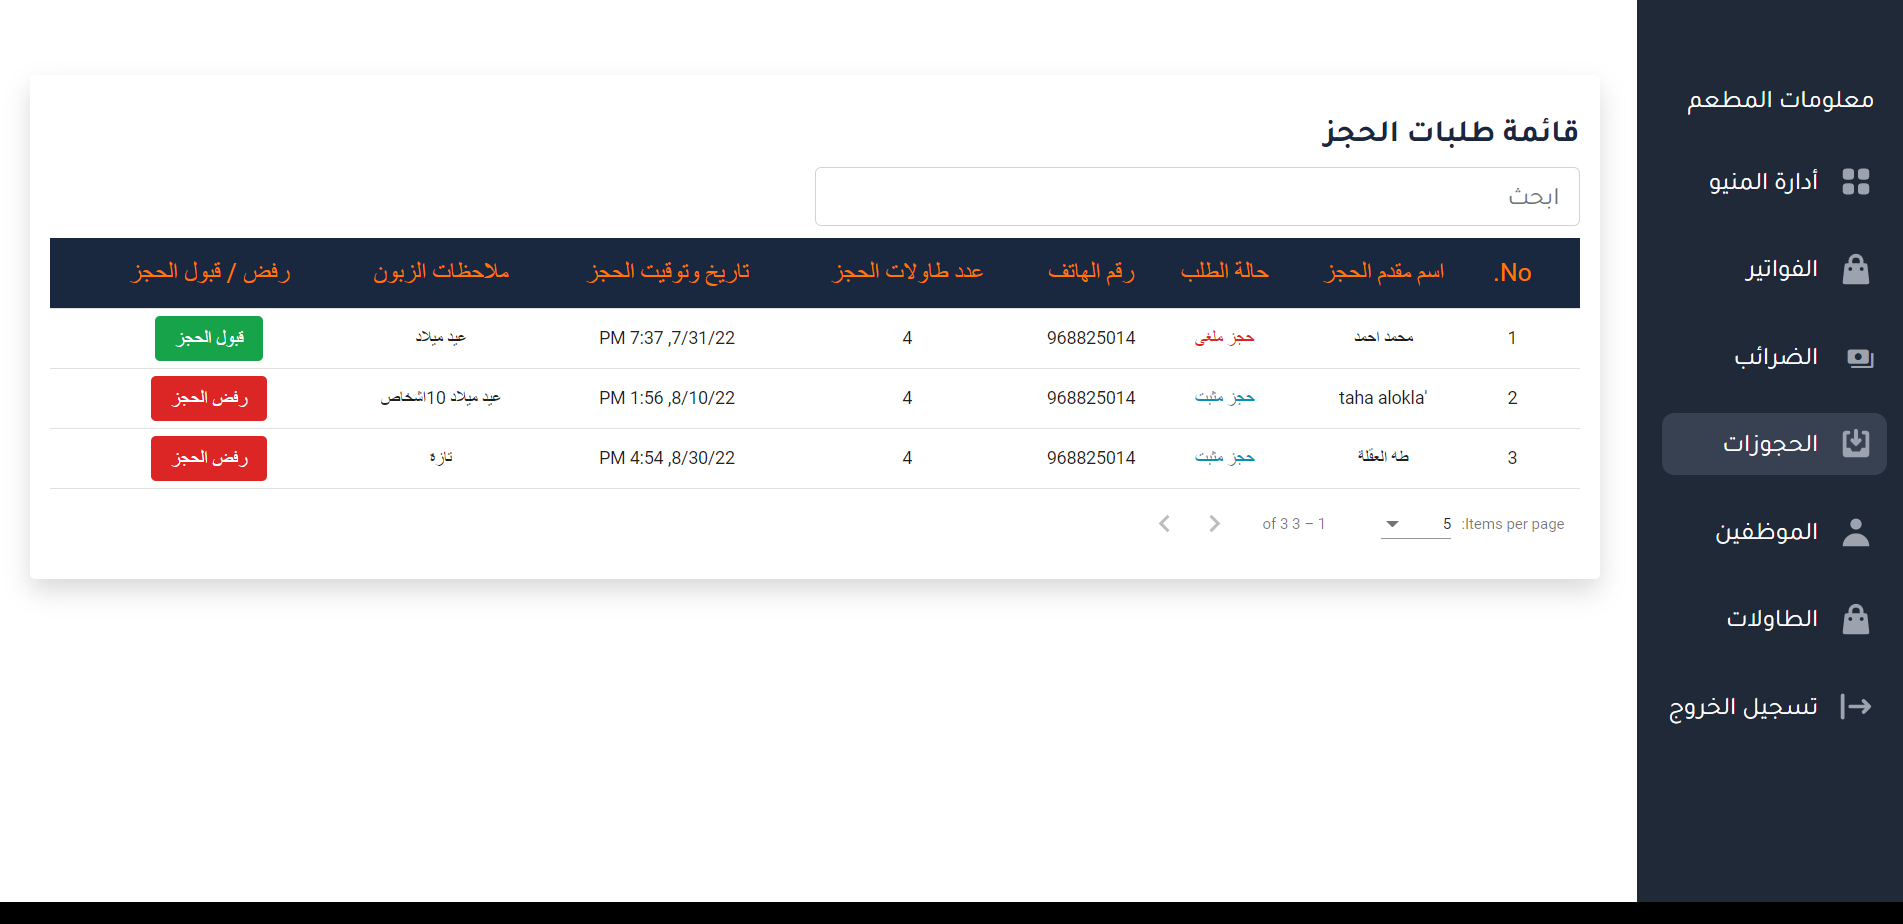 معلومات المطعم
أدارة المنيو
الفواتير
الضرائب
الحجوزات
الموظفين
الطاولات
تسجيل الخروج
قائمة طلبات الحجز
ابحث
No. اسم مقدم الحجز حالة الطلب رقم الهاتف عدد طاولات الحجز تاريخ وتوقيت الحجز ملاحظات الزبون رفض / قبول الحجز
1 محمد احمد حجز ملغى 968825014 4 7/31/22, 7:37 PM عيد ميلاد قبول الحجز
2 taha alokla' حجز مثبت 968825014 4 8/10/22, 1:56 PM عيد ميلاد 10اشخاص رفض الحجز
3 طه العقلة حجز مثبت 968825014 4 8/30/22, 4:54 PM تازة رفض الحجز
Items per page: 5 1 – 3 of 3